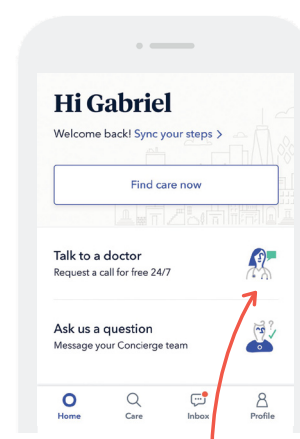 Hi Gabriel
Welcome back! Sync your steps >
Find care now
Talk to a doctor
Request a call for free 24/7
Ask us a question
Message your Concierge team
Home Care Inbox Profile